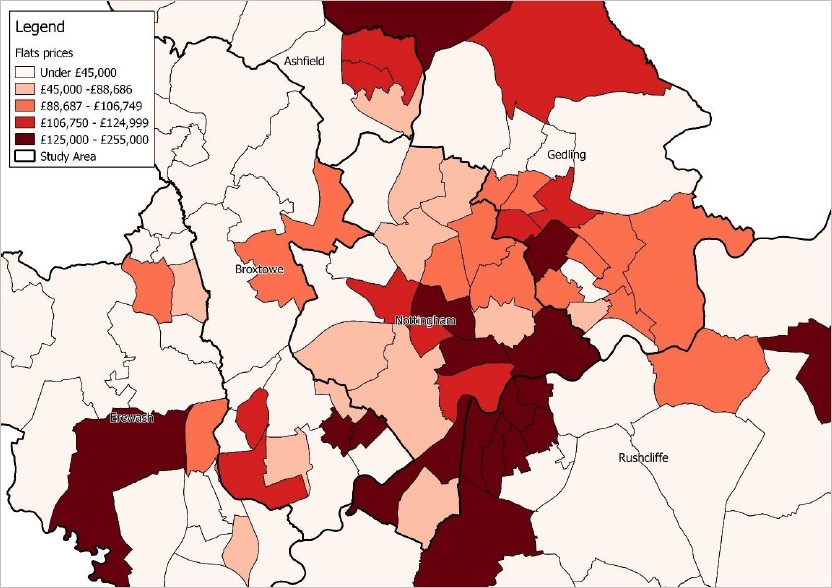 Legend
Flats prices
Under £45,000
£45,000 -£88,686
£88,687 - £106,749
£106,750 - £124,999
£125,000 - £255,000
Study Area
Ashfield
Gedling
Broxtowe
Nottingham
Erewash
Rushcliffe